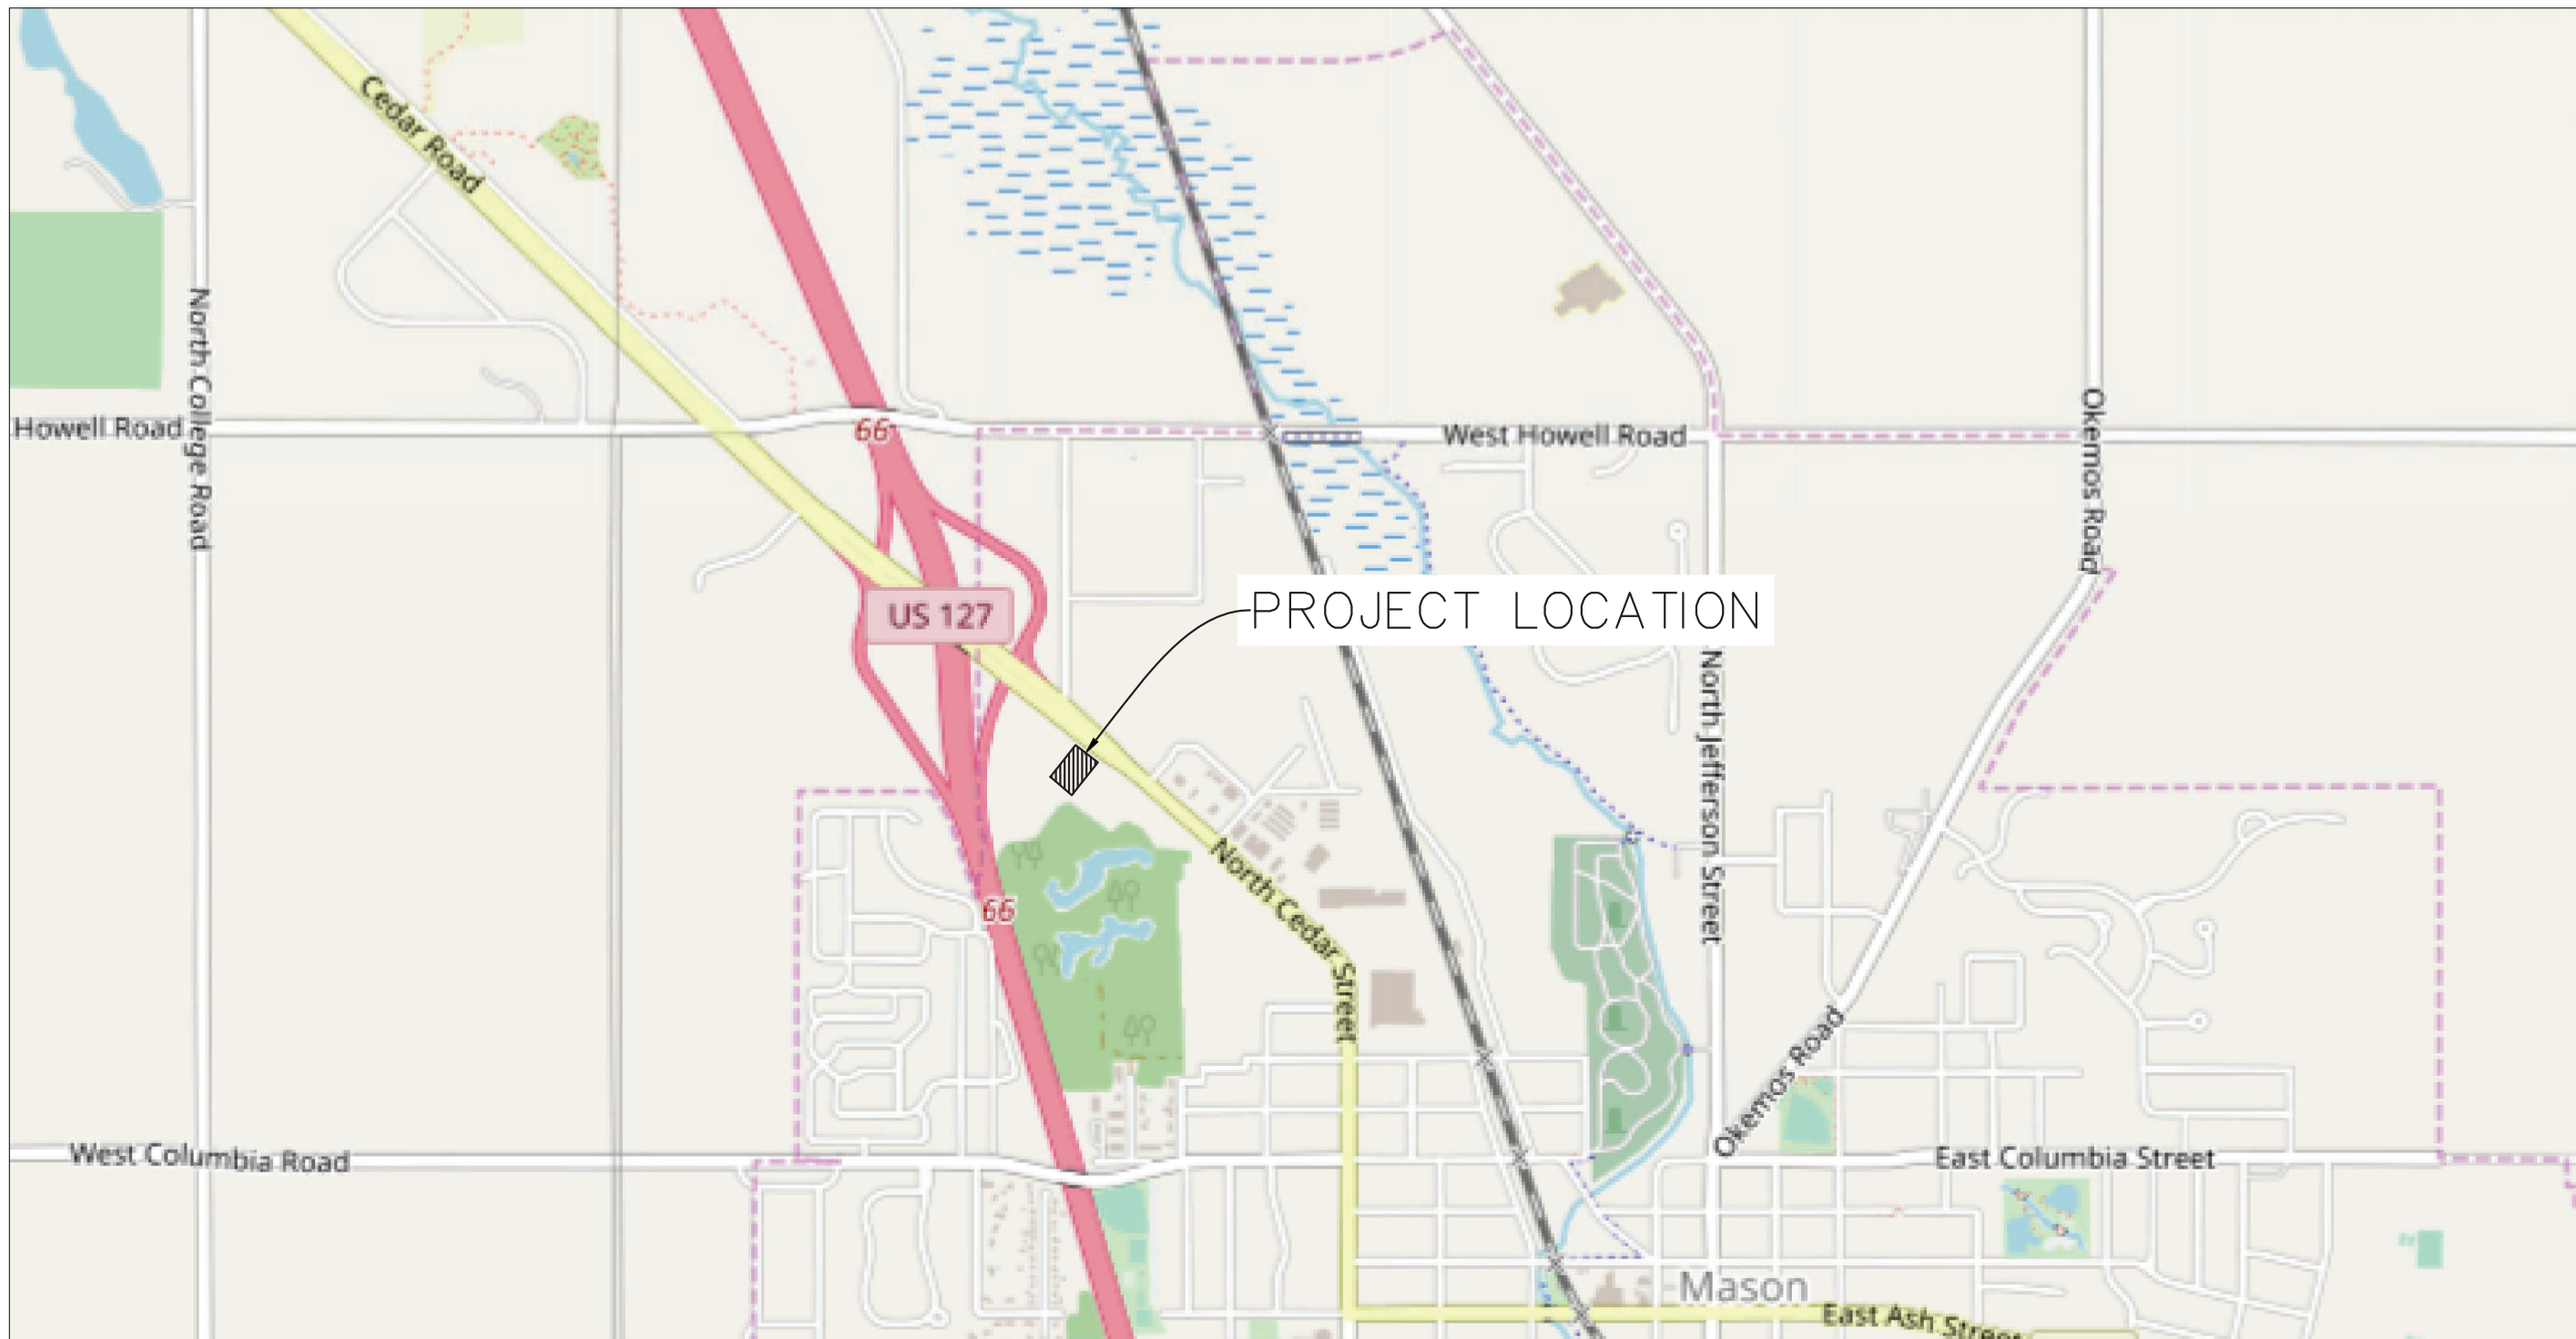 Cedar Road
North College Road
Howell Road
66
West Howell Road
Okemos Road
US 127
PROJECT LOCATION
North Jefferson Street
North Cedar Street
66
Okemos Road
West Columbia Road
East Columbia Street
Mason
East Ash Street